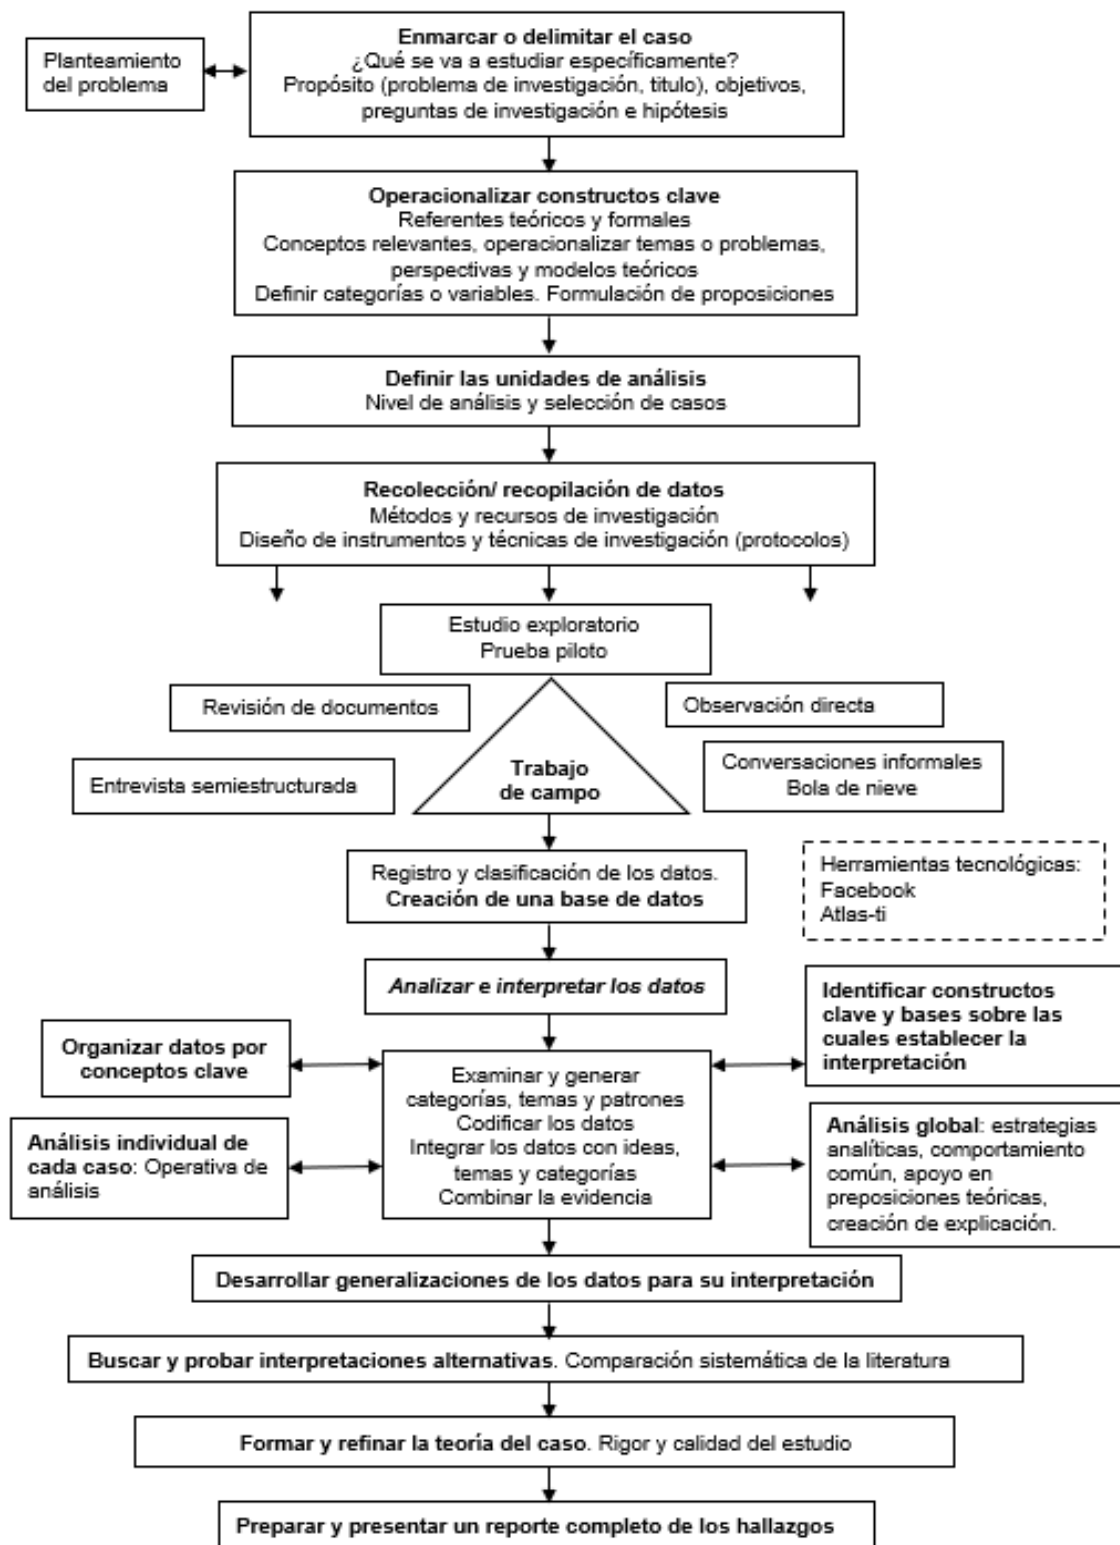 Planteamiento
del problema
Enmarcar o delimitar el caso
¿Qué se va a estudiar específicamente?
Propósito (problema de investigación, titulo), objetivos,
preguntas de investigación e hipótesis
Operacionalizar constructos clave
Referentes teóricos y formales
Conceptos relevantes, operacionalizar temas o problemas,
perspectivas y modelos teóricos
Definir categorías o variables. Formulación de proposiciones
Definir las unidades de análisis
Nivel de análisis y selección de casos
Recolección/ recopilación de datos
Métodos y recursos de investigación
Diseño de instrumentos y técnicas de investigación (protocolos)
Estudio exploratorio
Prueba piloto
Revisión de documentos
Observación directa
Entrevista semiestructurada
Trabajo
de campo
Conversaciones informales
Bola de nieve
Registro y clasificación de los datos.
Creación de una base de datos
Herramientas tecnológicas:
Facebook
Atlas-ti
Analizar e interpretar los datos
Organizar datos por
conceptos clave
Identificar constructos
clave y bases sobre las
cuales establecer la
interpretación
Examinar y generar
categorías, temas y patrones
Codificar los datos
Integrar los datos con ideas,
temas y categorías
Combinar la evidencia
Análisis individual de
cada caso: Operativa de
análisis
Análisis global: estrategias
analíticas, comportamiento
común, apoyo en
preposiciones teóricas,
creación de explicación.
Desarrollar generalizaciones de los datos para su interpretación
Buscar y probar interpretaciones alternativas. Comparación sistemática de la literatura
Formar y refinar la teoría del caso. Rigor y calidad del estudio
Preparar y presentar un reporte completo de los hallazgos